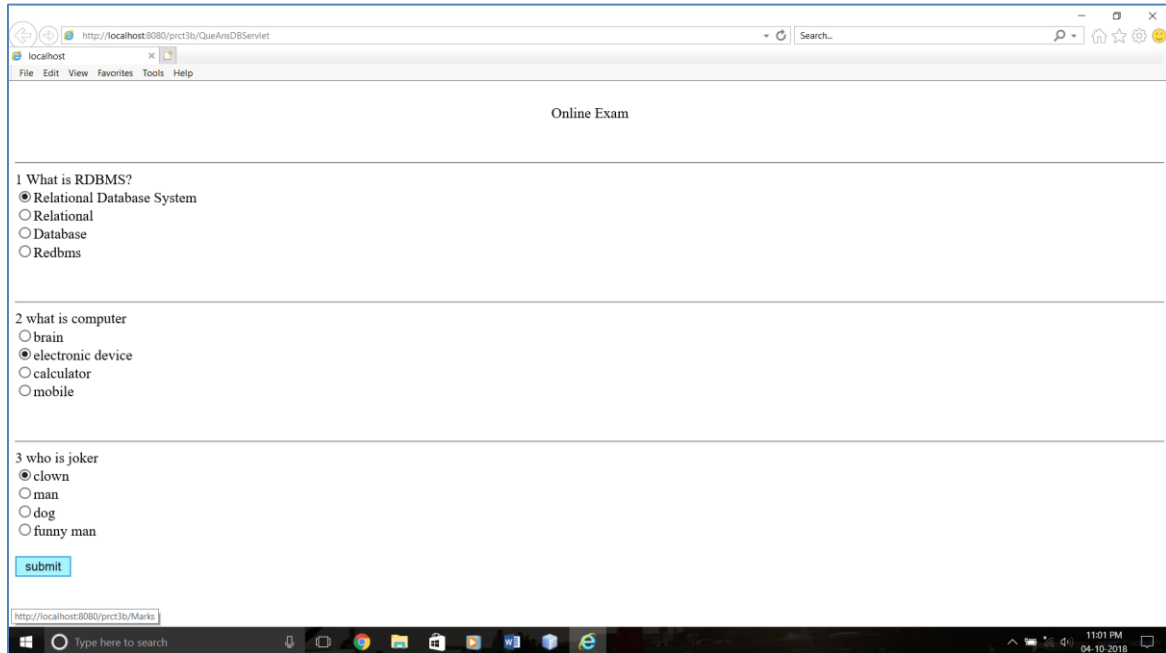 http://localhost:8080/prct3b/QueAnsDBServlet
Search...
localhost
File Edit View Favorites Tools Help
Online Exam
1 What is RDBMS?
Relational Database System
Relational
Database
Redbms
2 what is computer
brain
electronic device
calculator
mobile
3 who is joker
clown
man
dog
funny man
submit
http://localhost:8080/prct3b/Marks
Type here to search
11:01 PM
04-10-2018